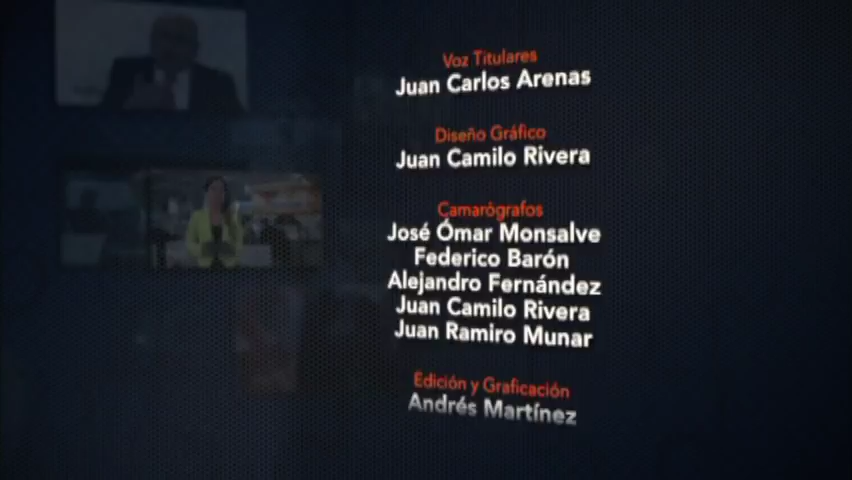 Voz Titulares
Juan Carlos Arenas
Diseño Gráfico
Juan Camilo Rivera
Camarógrafos
José Ómar Monsalve
Federico Barón
Alejandro Fernández
Juan Camilo Rivera
Juan Ramiro Munar
Edición y Graficación
Andrés Martínez